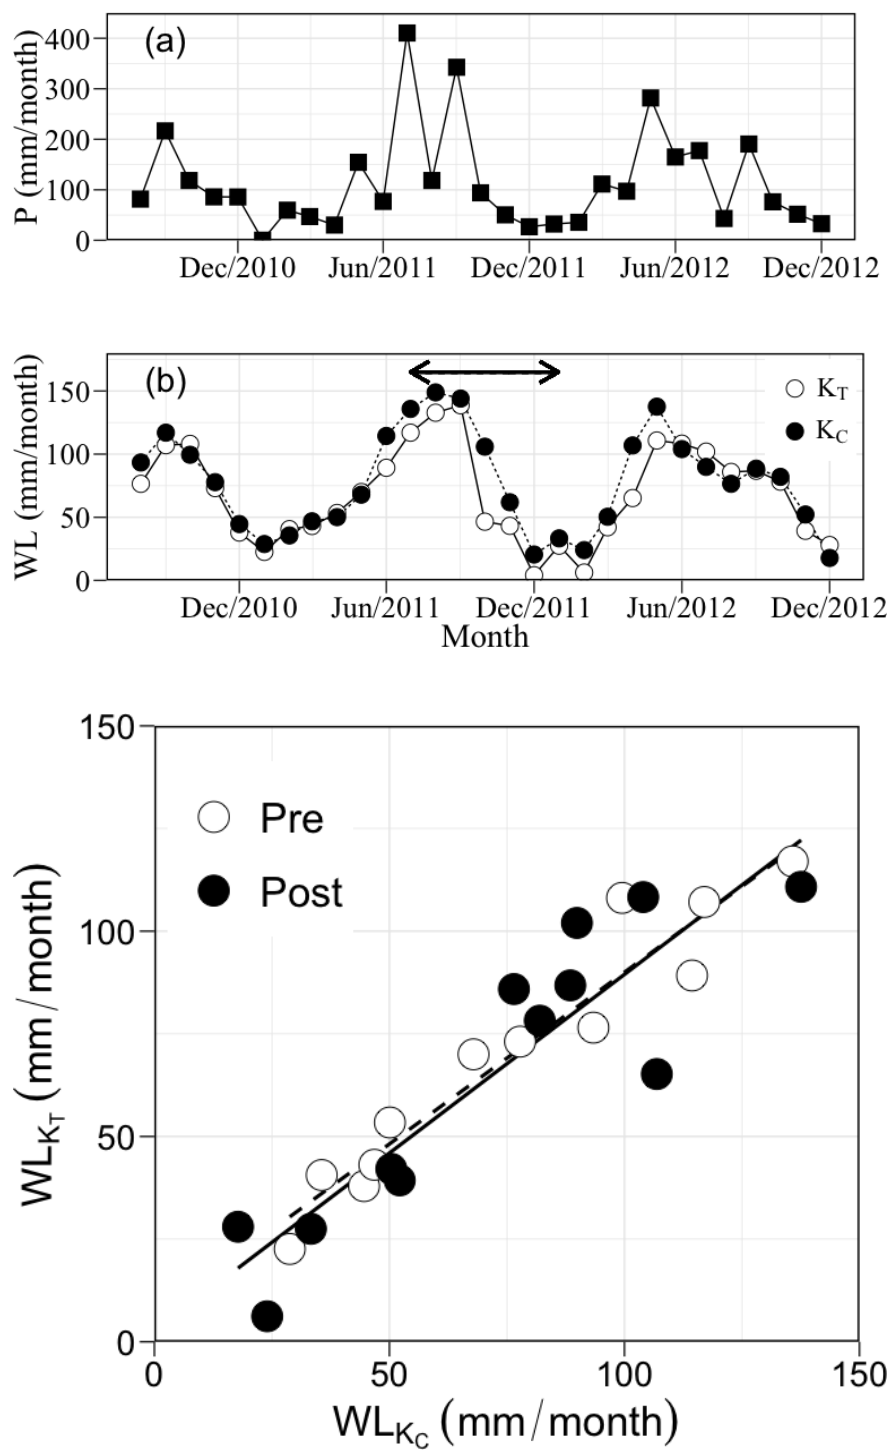 (a)
P (mm/month)
400
300
200
100
0
Dec/2010 Jun/2011 Dec/2011 Jun/2012 Dec/2012
(b)
WL (mm/month)
150
100
50
0
K_T
K_C
Dec/2010 Jun/2011 Dec/2011 Jun/2012 Dec/2012
Month
150
100
50
0
Pre
Post
WL_{K_T} (mm/month)
0 50 100 150
WL_{K_C} (mm/month)